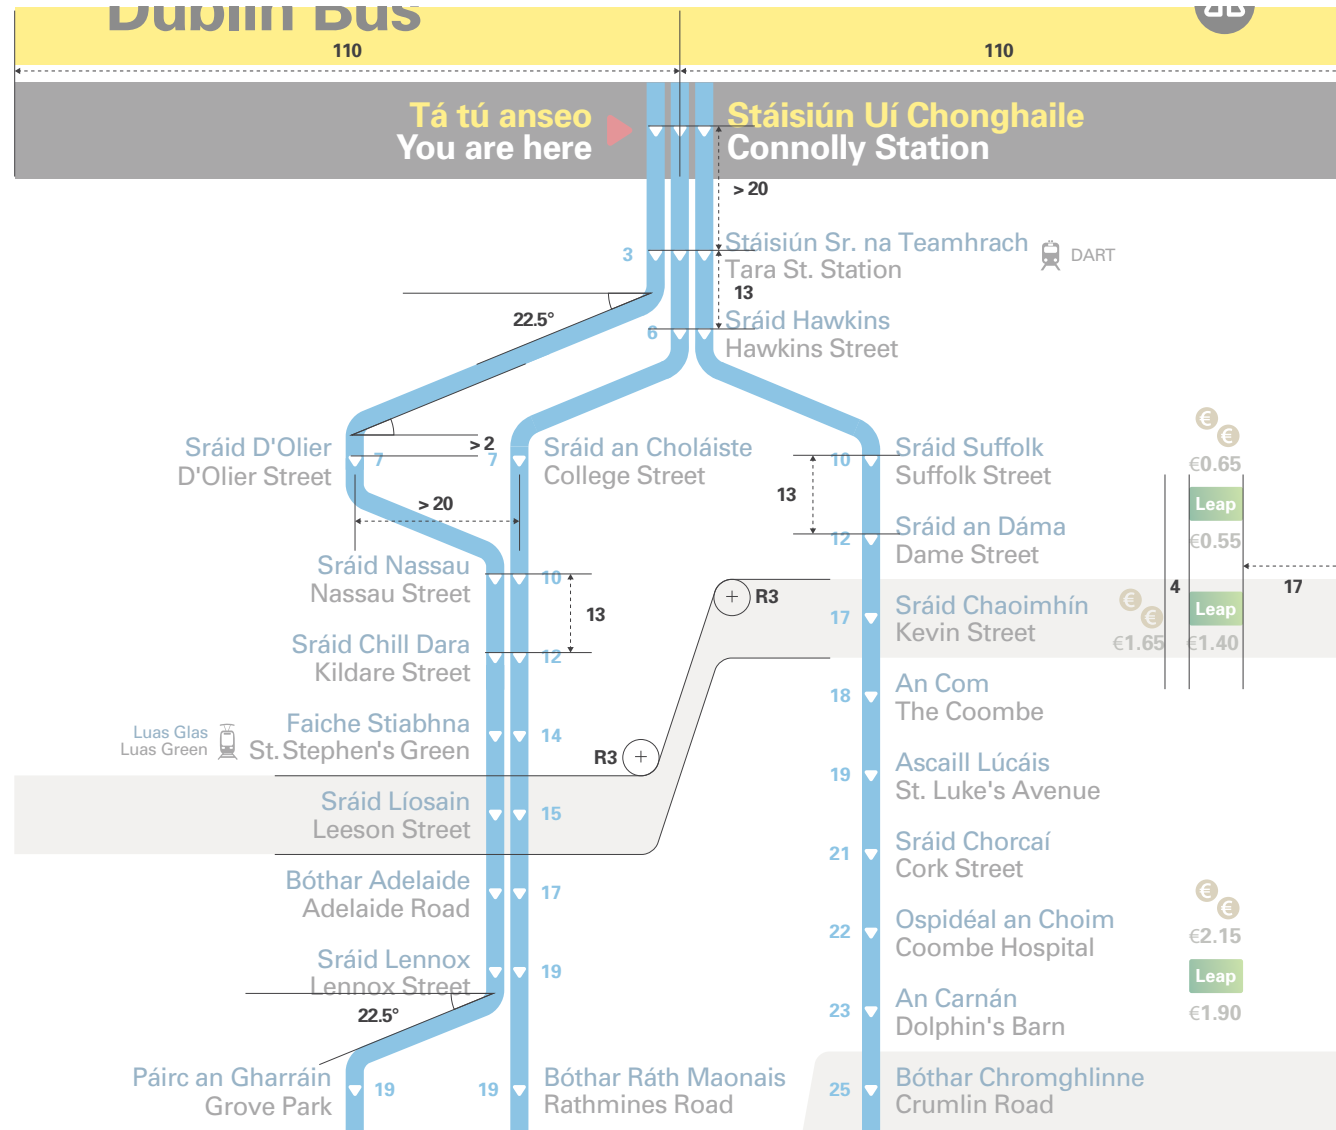 Dublin Bus
110
110
Tá tú anseo
You are here
Stáisiún Uí Chonghaile
Connolly Station
> 20
3
Stáisiún Sr. na Teamhrach
Tara St. Station
DART
13
22.5°
6
Sráid Hawkins
Hawkins Street
Sráid D'Olier
D'Olier Street
7
> 2
7
Sráid an Choláiste
College Street
10
Sráid Suffolk
Suffolk Street
€0.65
Leap
€0.55
> 20
13
12
Sráid an Dáma
Dame Street
Sráid Nassau
Nassau Street
10
13
R3
17
Sráid Chaoimhín
Kevin Street
€1.65
4
Leap
€1.40
17
Sráid Chill Dara
Kildare Street
12
18
An Com
The Coombe
Luas Glas
Luas Green
Faiche Stiabhna
St. Stephen's Green
14
R3
19
Ascaill Lúcáis
St. Luke's Avenue
Sráid Líosain
Leeson Street
15
21
Sráid Chorcaí
Cork Street
Bóthar Adelaide
Adelaide Road
17
22
Ospidéal an Choim
Coombe Hospital
€2.15
Leap
€1.90
Sráid Lennox
Lennox Street
19
22.5°
23
An Carnán
Dolphin's Barn
Páirc an Gharráin
Grove Park
19
19
Bóthar Ráth Maonais
Rathmines Road
25
Bóthar Chromghlinne
Crumlin Road